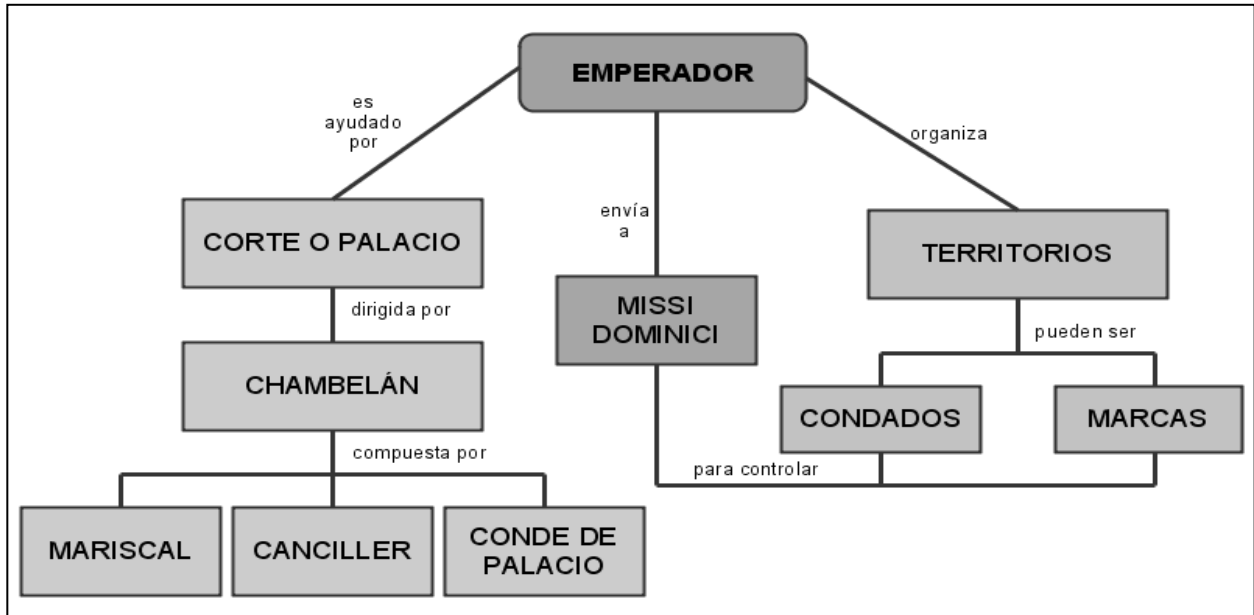 EMPERADOR
es
ayudado
por
organiza
envía
a
CORTE O PALACIO
TERRITORIOS
dirigida por
MISSI
DOMINICI
pueden ser
CHAMBELÁN
CONDADOS
MARCAS
compuesta por
para controlar
MARISCAL
CANCILLER
CONDE DE
PALACIO